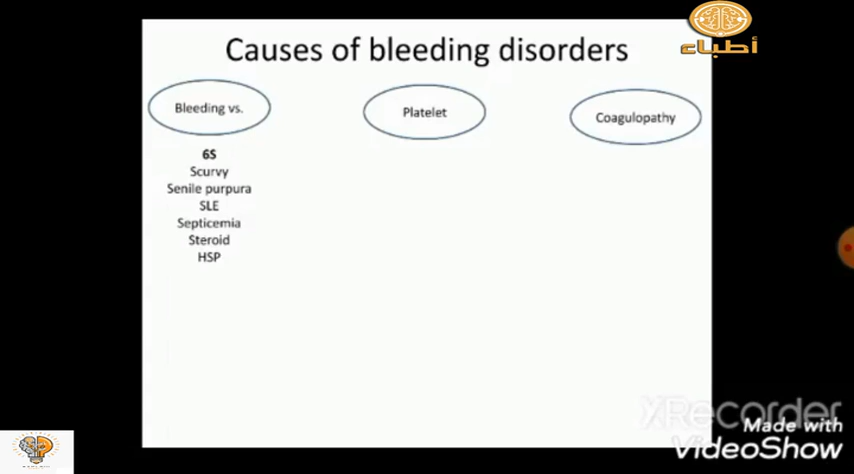 أطباء
Causes of bleeding disorders
Bleeding vs.
Platelet
Coagulopathy
6S
Scurvy
Senile purpura
SLE
Septicemia
Steroid
HSP
XRecorder
Made with
VideoShow